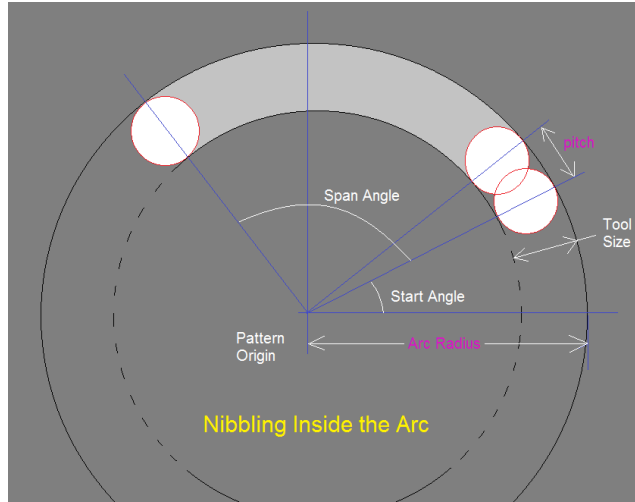 pitch
Span Angle
Tool
Size
Start Angle
Pattern
Origin
Arc Radius
Nibbling Inside the Arc